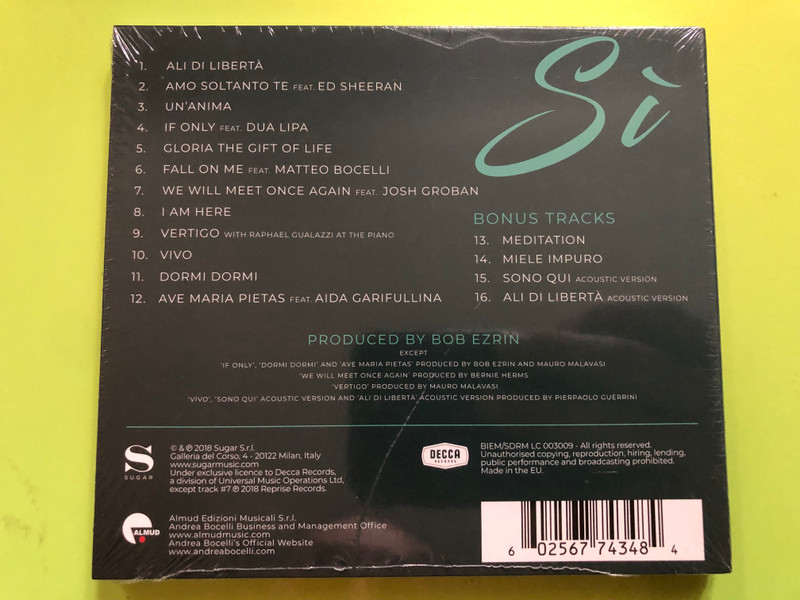 Sì
1. ALI DI LIBERTÀ
2. AMO SOLTANTO TE FEAT. ED SHEERAN
3. UN'ANIMA
4. IF ONLY FEAT. DUA LIPA
5. GLORIA THE GIFT OF LIFE
6. FALL ON ME FEAT. MATTEO BOCELLI
7. WE WILL MEET ONCE AGAIN FEAT. JOSH GROBAN
8. I AM HERE
9. VERTIGO WITH RAPHAEL GUALAZZI AT THE PIANO
10. VIVO
11. DORMI DORMI
12. AVE MARIA PIETAS FEAT. AIDA GARIFULLINA
BONUS TRACKS
13. MEDITATION
14. MIELE IMPURO
15. SONO QUI ACOUSTIC VERSION
16. ALI DI LIBERTÀ ACOUSTIC VERSION
PRODUCED BY BOB EZRIN
EXCEPT
'IF ONLY', 'DORMI DORMI' AND 'AVE MARIA PIETAS' PRODUCED BY BOB EZRIN AND MAURO MALAVASI
'WE WILL MEET ONCE AGAIN' PRODUCED BY BERNIE HERMS
'VERTIGO' PRODUCED BY MAURO MALAVASI
'VIVO', 'SONO QUI' ACOUSTIC VERSION AND 'ALI DI LIBERTÀ' ACOUSTIC VERSION PRODUCED BY PIERPAOLO GUERRINI
S
SUGAR
© & ℗ 2018 Sugar S.r.l.
Galleria del Corso, 4 - 20122 Milan, Italy
www.sugarmusic.com
Under exclusive licence to Decca Records,
a division of Universal Music Operations Ltd,
except track #7 ℗ 2018 Reprise Records.
DECCA
RECORDS
BIEM/SDRM LC 003009 - All rights reserved.
Unauthorised copying, reproduction, hiring, lending,
public performance and broadcasting prohibited.
Made in the EU.
ALMUD
Almud Edizioni Musicali S.r.l.
Andrea Bocelli Business and Management Office
www.almudmusic.com
Andrea Bocelli's Official Website
www.andreabocelli.com
6 02567 74348 4